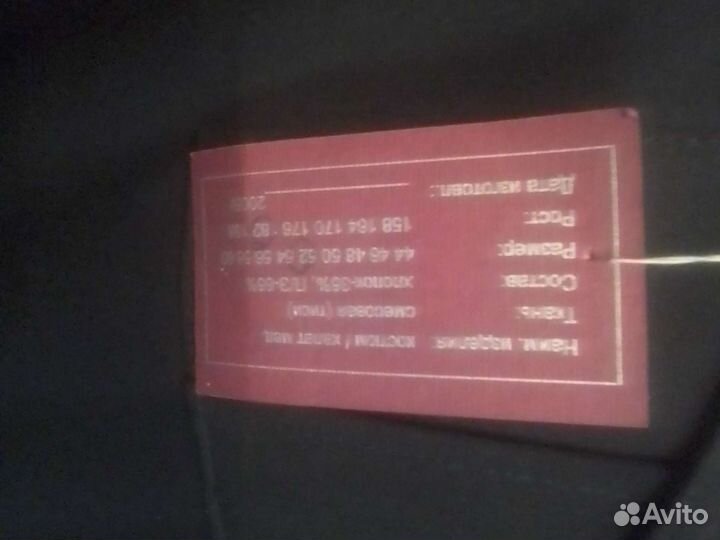 Наим. изделия: костюм / халат мед.
Ткань: смесовая (тиси)
Состав: хлопок-35%, П/Э-65%
Размер: 44 46 48 50 52 54 56 58 60
Рост: 158 164 170 176 182 188
Дата изготовл.: 200
Avito